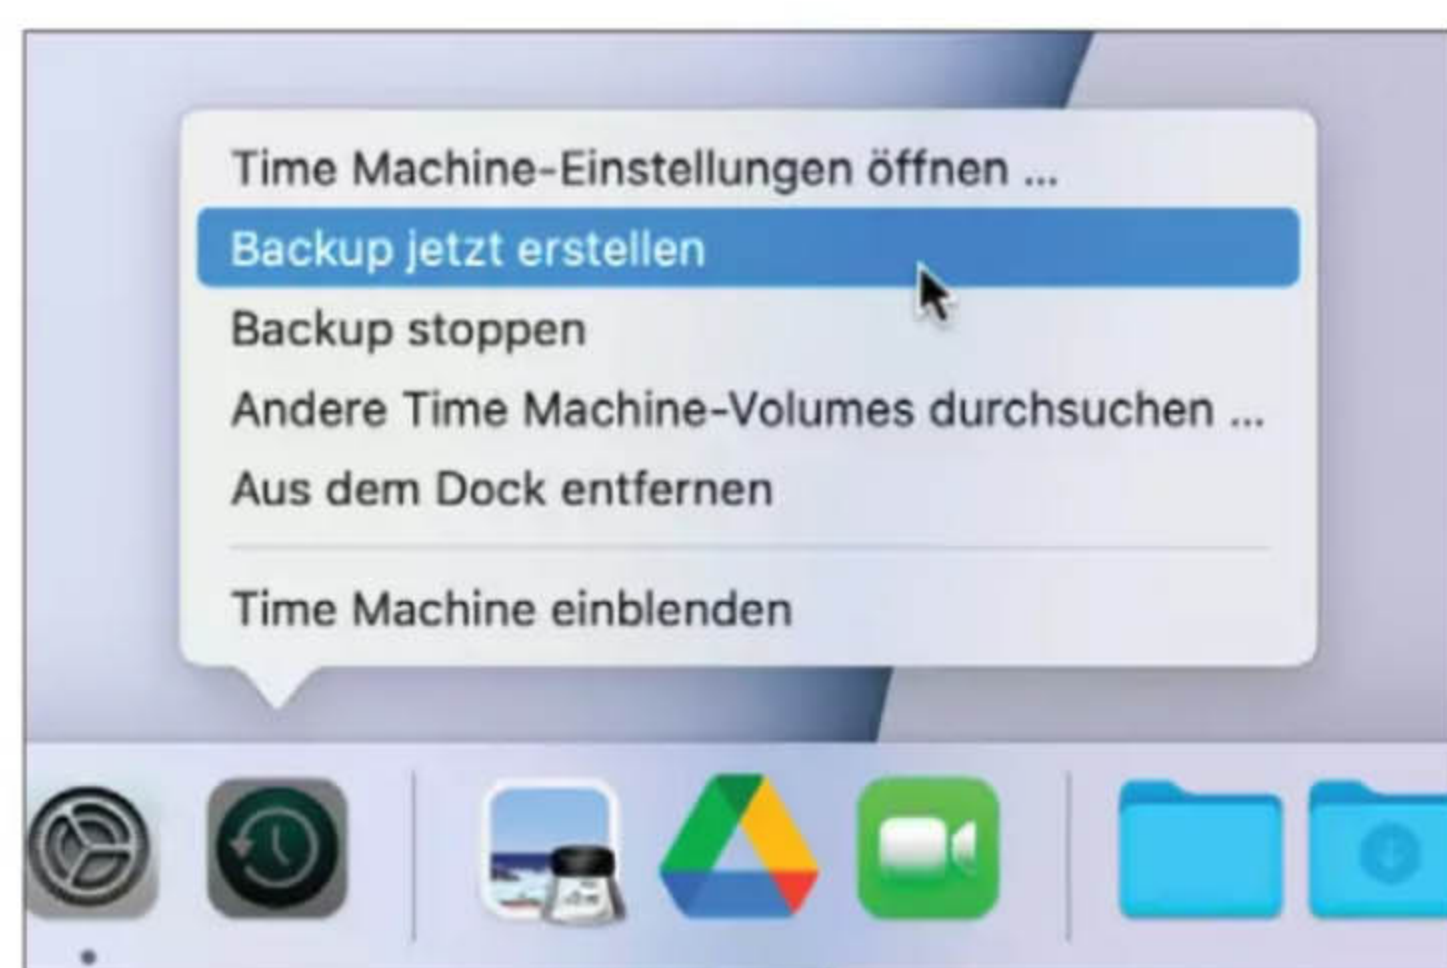 Time Machine-Einstellungen öffnen ...
Backup jetzt erstellen
Backup stoppen
Andere Time Machine-Volumes durchsuchen ...
Aus dem Dock entfernen
Time Machine einblenden